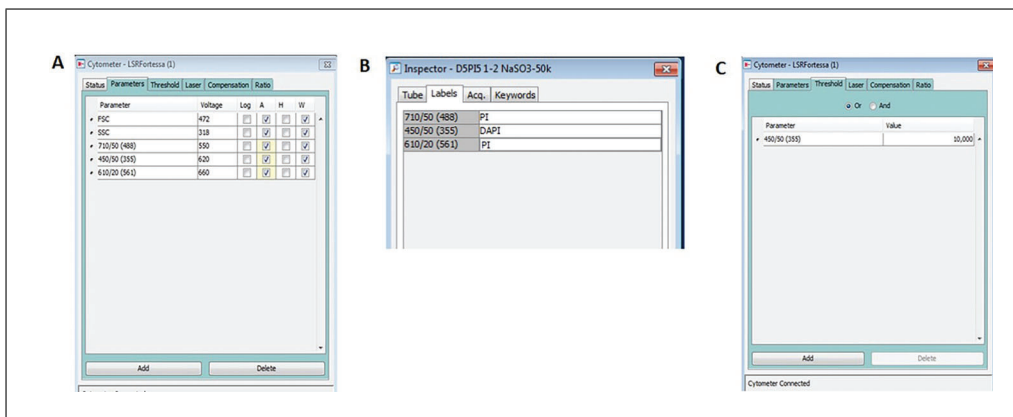 A
Cytometer - LSRFortessa (1)
Status Parameters Threshold Laser Compensation Ratio
Parameter Voltage Log A H W
FSC 472
SSC 318
710/50 (488) 550
450/50 (355) 620
610/20 (561) 660
Add Delete
B
Inspector - D5PI5 1-2 NaSO3-50k
Tube Labels Acq. Keywords
710/50 (488) PI
450/50 (355) DAPI
610/20 (561) PI
C
Cytometer - LSRFortessa (1)
Status Parameters Threshold Laser Compensation Ratio
Or And
Parameter Value
450/50 (355) 10,000
Add Delete
Cytometer Connected